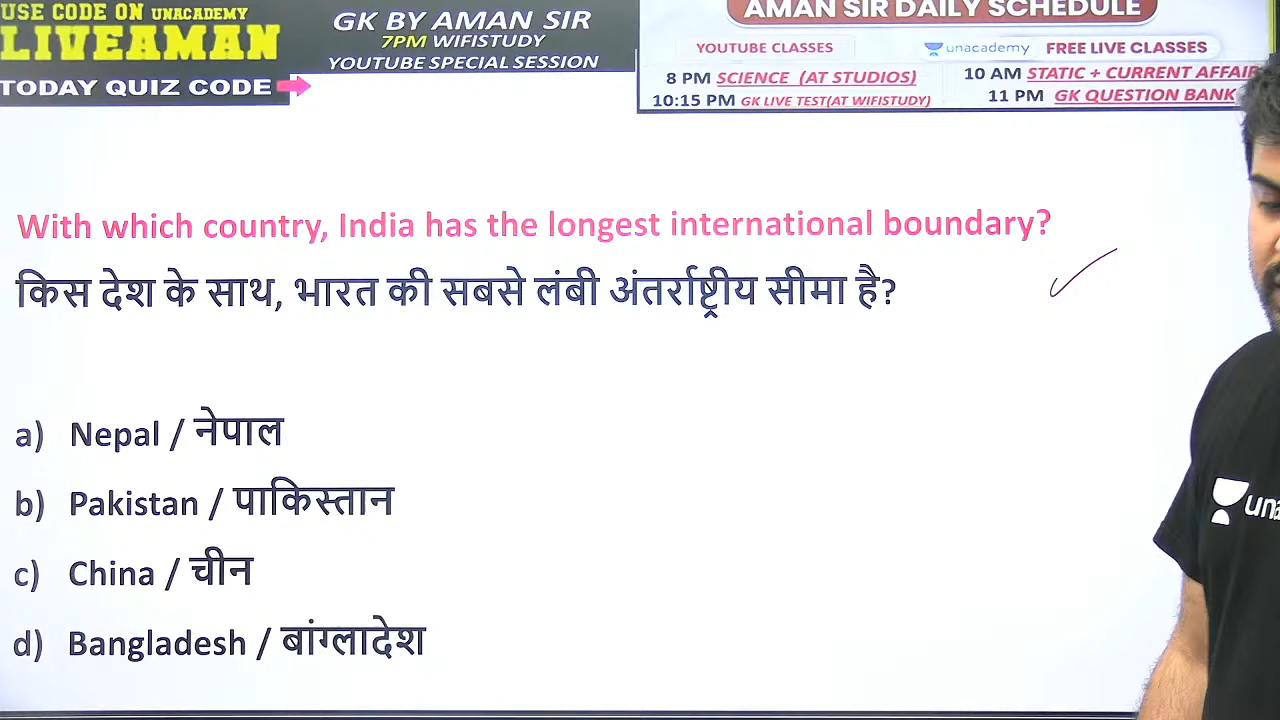 USE CODE ON UNACADEMY
LIVEAMAN
TODAY QUIZ CODE
GK BY AMAN SIR
7PM WIFISTUDY
YOUTUBE SPECIAL SESSION
AMAN SIR DAILY SCHEDULE
YOUTUBE CLASSES
unacademy FREE LIVE CLASSES
8 PM SCIENCE (AT STUDIOS)
10 AM STATIC + CURRENT AFFAIR
10:15 PM GK LIVE TEST(AT WIFISTUDY)
11 PM GK QUESTION BANK
With which country, India has the longest international boundary?
किस देश के साथ, भारत की सबसे लंबी अंतर्राष्ट्रीय सीमा है?
a) Nepal / नेपाल
b) Pakistan / पाकिस्तान
c) China / चीन
d) Bangladesh / बांग्लादेश
una